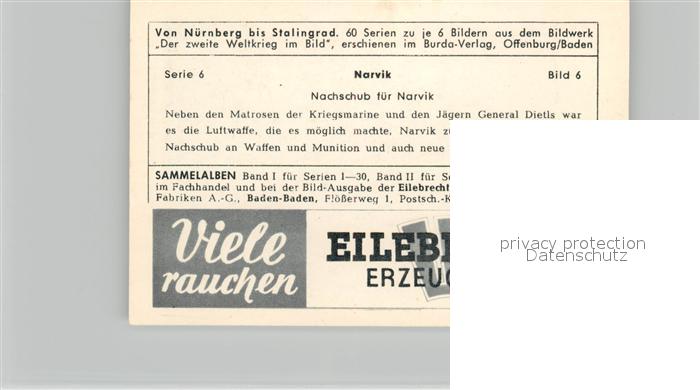 Von Nürnberg bis Stalingrad. 60 Serien zu je 6 Bildern aus dem Bildwerk
„Der zweite Weltkrieg im Bild", erschienen im Burda-Verlag, Offenburg/Baden
Serie 6 Narvik Bild 6
Nachschub für Narvik
Neben den Matrosen der Kriegsmarine und den Jägern General Dietls war
es die Luftwaffe, die es möglich machte, Narvik
Nachschub an Waffen und Munition und auch neue
SAMMELALBEN Band I für Serien I—30, Band II für
im Fachhandel und bei der Bild-Ausgabe der Eilebrecht
Fabriken A.-G., Baden-Baden, Flößerweg 1, Postsch.-K
Viele
rauchen
EILEB
ERZEU
privacy protection
Datenschutz